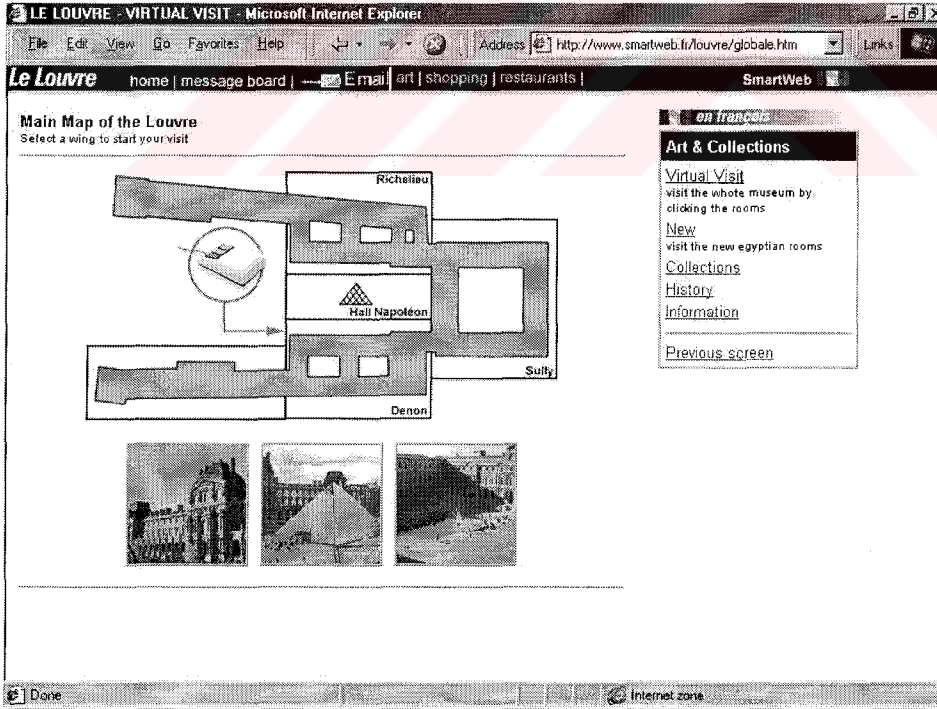 LE LOUVRE - VIRTUAL VISIT - Microsoft Internet Explorer
File Edit View Go Favorites Help Address http://www.smartweb.fr/louvre/globale.htm Links
Le Louvre home | message board | Email art | shopping | restaurants | SmartWeb
Main Map of the Louvre
Select a wing to start your visit
Richelieu
Hall Napoléon
Sully
Denon
en français
Art & Collections
Virtual Visit
visit the whole museum by
clicking the rooms
New
visit the new egyptian rooms
Collections
History
Information
Previous screen
Done Internet zone